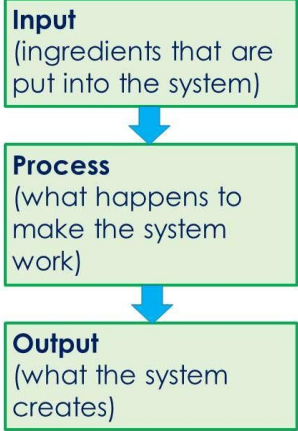 Input
(ingredients that are
put into the system)
Process
(what happens to
make the system
work)
Output
(what the system
creates)